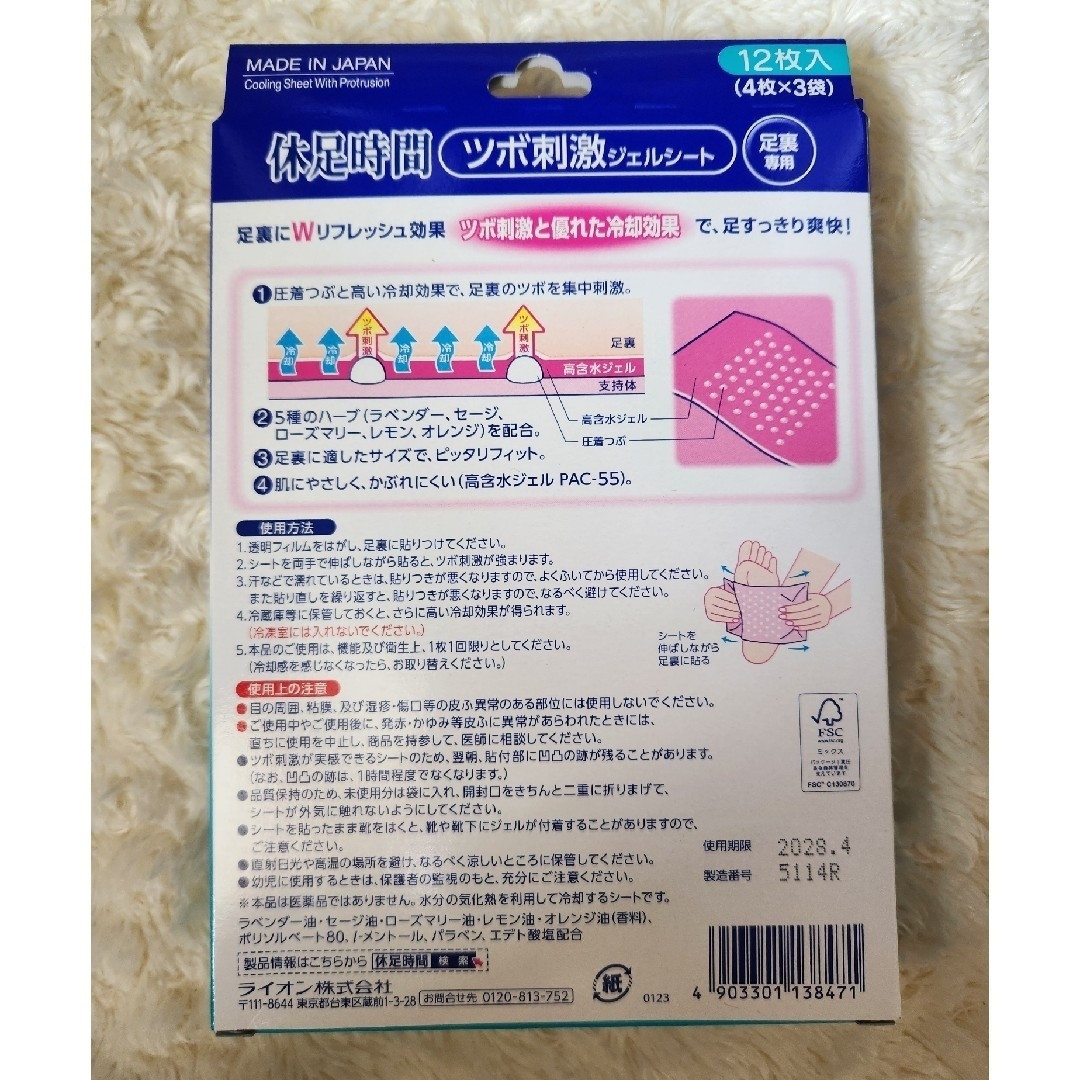 MADE IN JAPAN
Cooling Sheet With Protrusion
12枚入
(4枚×3袋)
休足時間 ツボ刺激ジェルシート 足裏専用
足裏にWリフレッシュ効果 ツボ刺激と優れた冷却効果 で、足すっきり爽快!
❶圧着つぶと高い冷却効果で、足裏のツボを集中刺激。
冷却 冷却 ツボ刺激 冷却 冷却 冷却 ツボ刺激
足裏
高含水ジェル
支持体
高含水ジェル
圧着つぶ
❷5種のハーブ(ラベンダー、セージ、
ローズマリー、レモン、オレンジ)を配合。
❸足裏に適したサイズで、ピッタリフィット。
❹肌にやさしく、かぶれにくい(高含水ジェル PAC-55)。
使用方法
1.透明フィルムをはがし、足裏に貼りつけてください。
2.シートを両手で伸ばしながら貼ると、ツボ刺激が強まります。
3.汗などで濡れているときは、貼りつきが悪くなりますので、よくふいてから使用してください。
また貼り直しを繰り返すと、貼りつきが悪くなりますので、なるべく避けてください。
4.冷蔵庫等に保管しておくと、さらに高い冷却効果が得られます。
(冷凍室には入れないでください。)
5.本品のご使用は、機能及び衛生上、1枚1回限りとしてください。
(冷却感を感じなくなったら、お取り替えください。)
シートを
伸ばしながら
足裏に貼る
使用上の注意
●目の周囲、粘膜、及び湿疹・傷口等の皮ふ異常のある部位には使用しないでください。
●ご使用中やご使用後に、発赤・かゆみ等皮ふに異常があらわれたときには、
直ちに使用を中止し、商品を持参して、医師に相談してください。
●ツボ刺激が実感できるシートのため、翌朝、貼付部に凹凸の跡が残ることがあります。
(なお、凹凸の跡は、1時間程度でなくなります。)
●品質保持のため、未使用分は袋に入れ、開封口をきちんと二重に折りまげて、
シートが外気に触れないようにしてください。
●シートを貼ったまま靴をはくと、靴や靴下にジェルが付着することがありますので、
ご注意ください。
●直射日光や高温の場所を避け、なるべく涼しいところに保管してください。
●幼児に使用するときは、保護者の監視のもと、充分にご注意ください。
※本品は医薬品ではありません。水分の気化熱を利用して冷却するシートです。
ラベンダー油・セージ油・ローズマリー油・レモン油・オレンジ油(香料)、
ポリソルベート80、l-メントール、パラベン、エデト酸塩配合
製品情報はこちらから 休足時間 検索
ライオン株式会社
〒111-8644 東京都台東区蔵前1-3-28 お問合せ先 0120-813-752
紙
0123
FSC
www.fsc.org
ミックス
FSC® C130870
使用期限 2028.4
製造番号 5114R
4 903301 138471